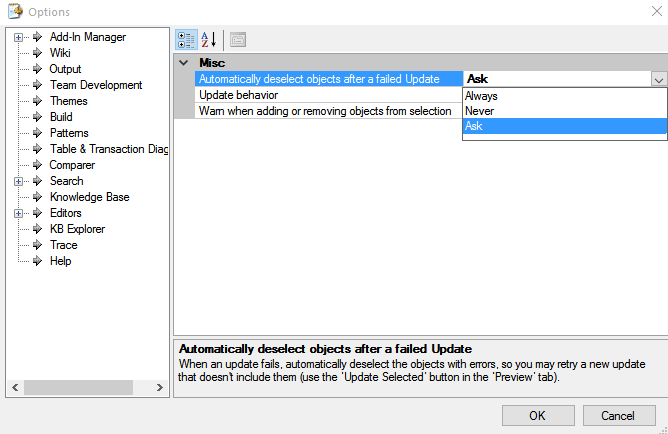 Options
Add-In Manager
Wiki
Output
Team Development
Themes
Build
Patterns
Table & Transaction Diag
Comparer
Search
Knowledge Base
Editors
KB Explorer
Trace
Help
A
Z
Misc
Automatically deselect objects after a failed Update
Ask
Update behavior
Warn when adding or removing objects from selection
Always
Never
Ask
Automatically deselect objects after a failed Update
When an update fails, automatically deselect the objects with errors, so you may retry a new update
that doesn't include them (use the 'Update Selected' button in the 'Preview' tab).
OK
Cancel